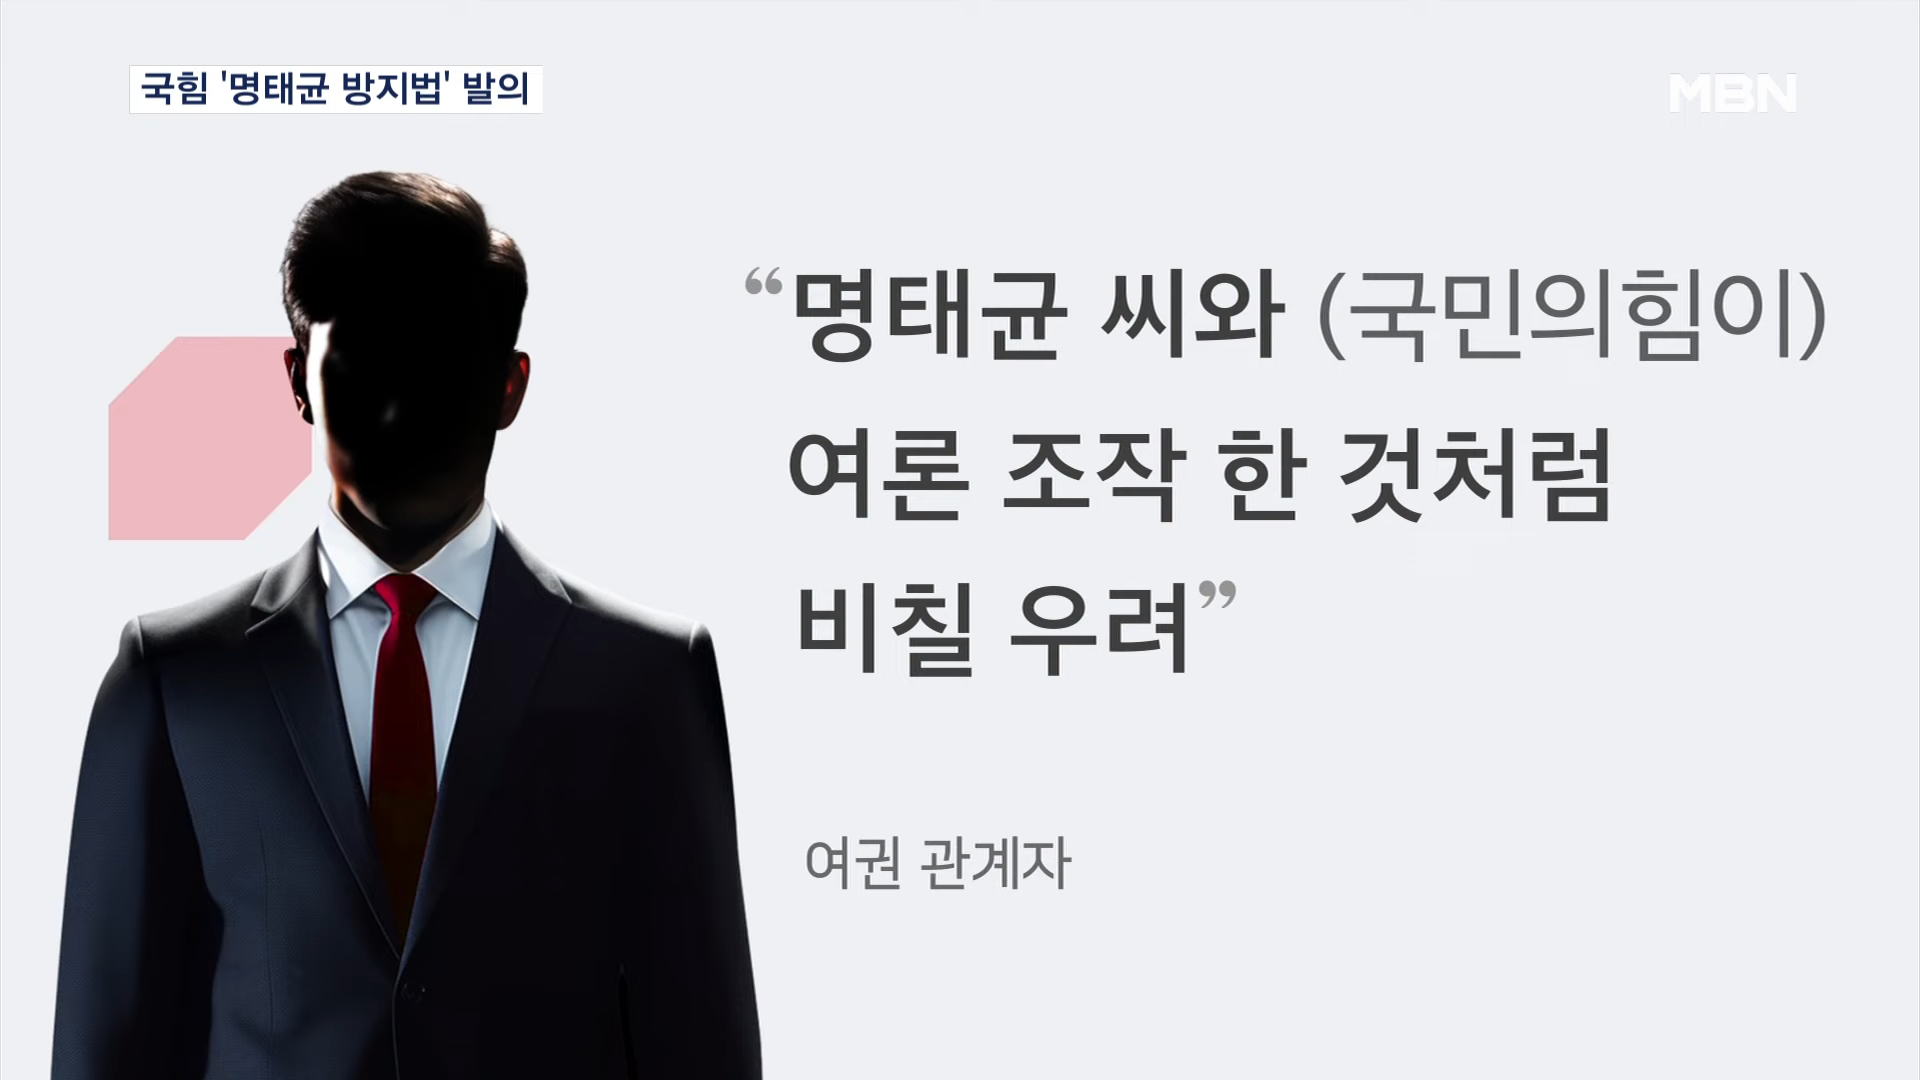 국힘 '명태균 방지법' 발의
MBN
“명태균 씨와 (국민의힘이)
여론 조작 한 것처럼
비칠 우려”
여권 관계자